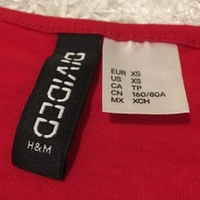 DIVIDED
H&M
EUR XS
US XS
CA TP
CN 160/80A
MX XCH